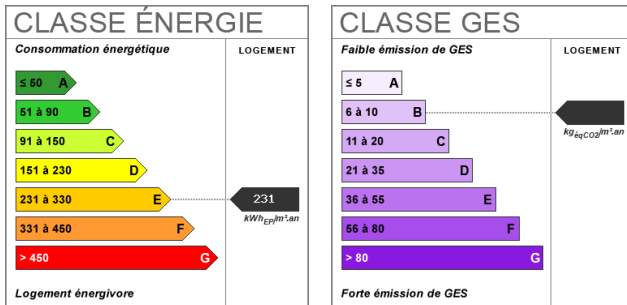 CLASSE ÉNERGIE
Consommation énergétique
LOGEMENT
≤ 50 A
51 à 90 B
91 à 150 C
151 à 230 D
231 à 330 E
231
kWhEP/m².an
331 à 450 F
> 450 G
Logement énergivore
CLASSE GES
Faible émission de GES
LOGEMENT
≤ 5 A
6 à 10 B
kgéqCO2/m².an
11 à 20 C
21 à 35 D
36 à 55 E
56 à 80 F
> 80 G
Forte émission de GES